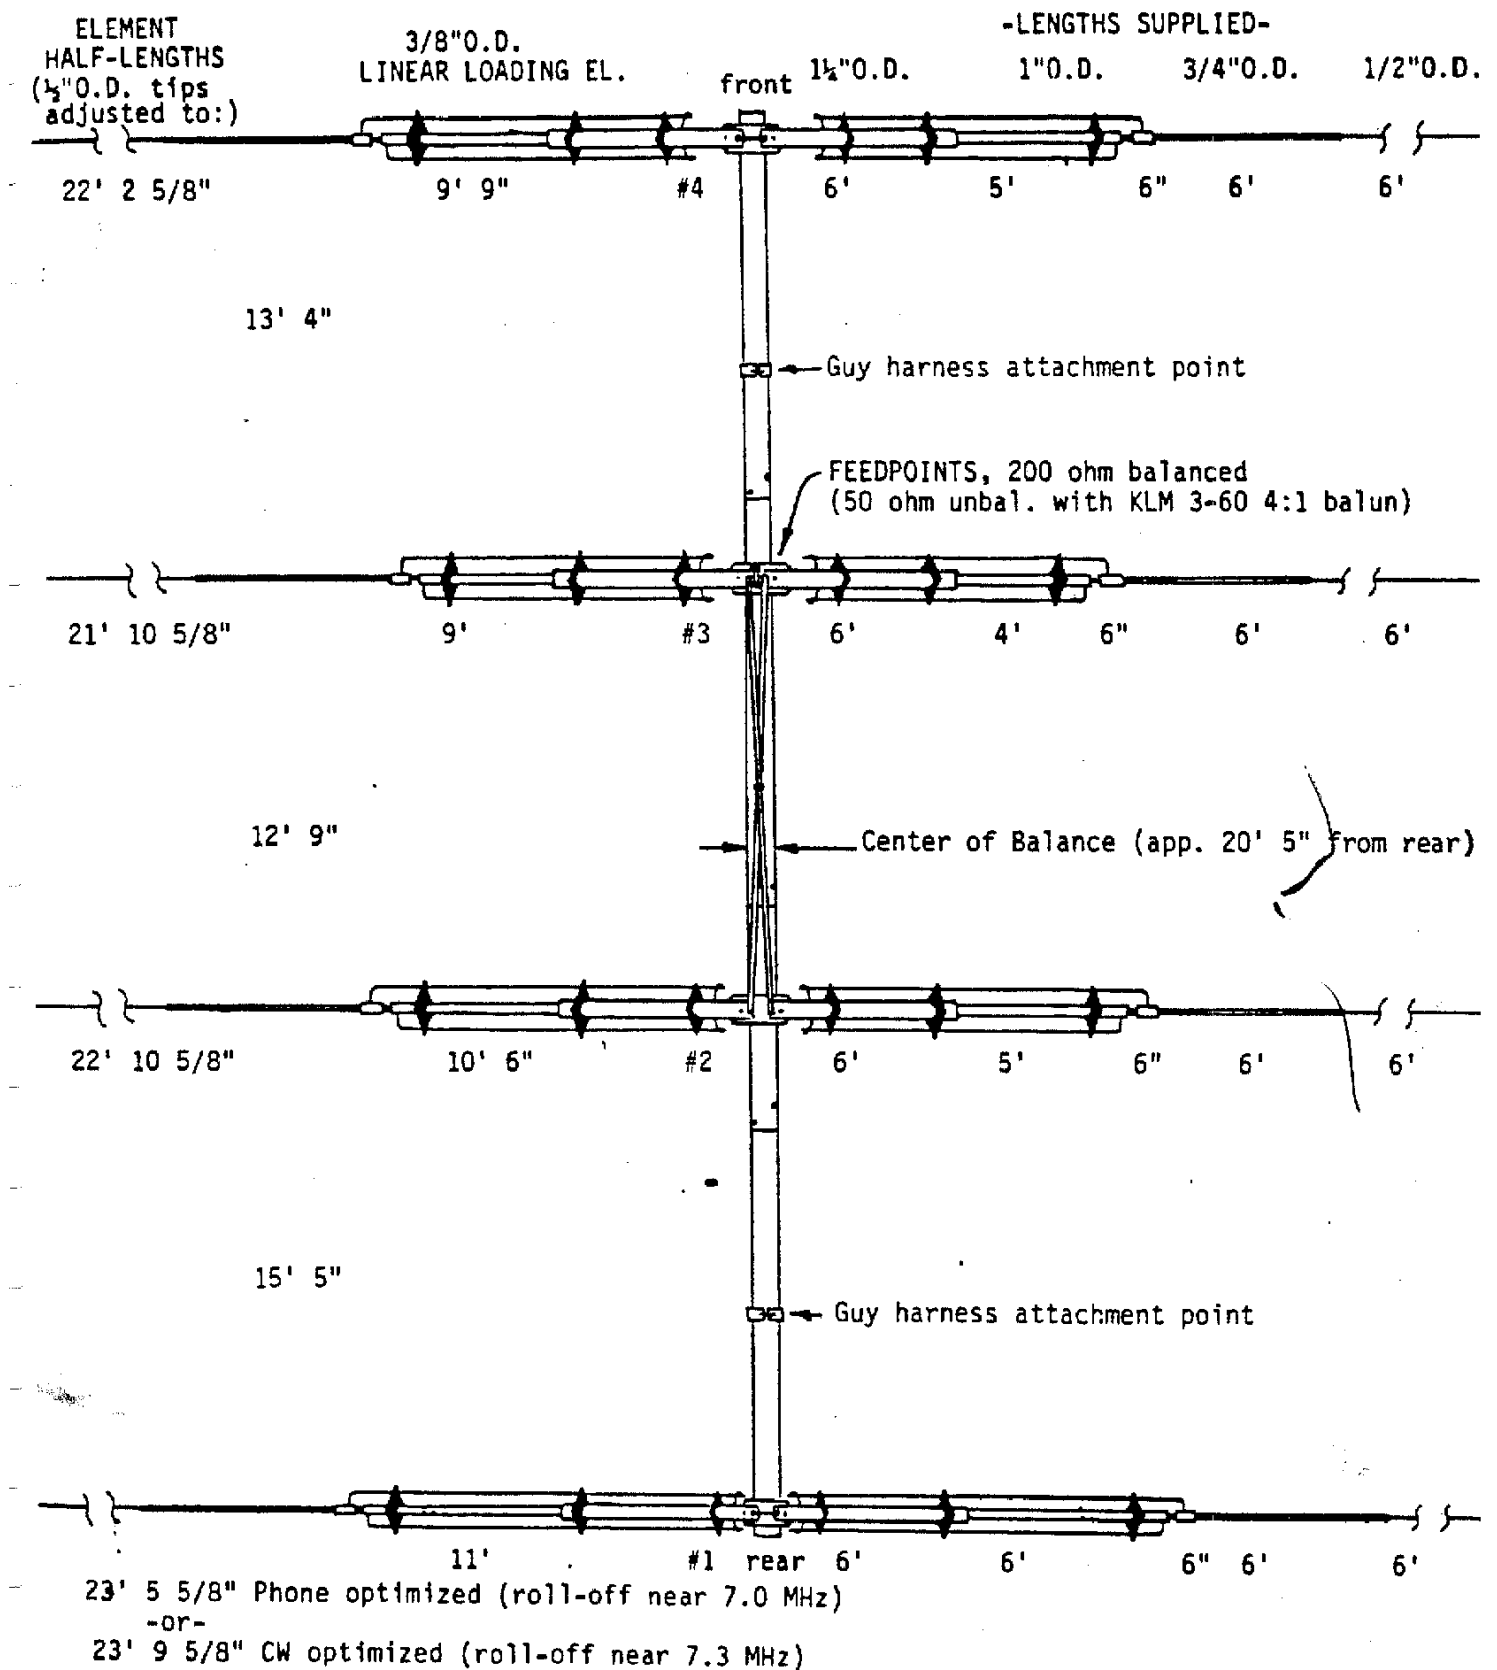 ELEMENT
HALF-LENGTHS
(½"O.D. tips
adjusted to:)
3/8"O.D.
LINEAR LOADING EL.
front
-LENGTHS SUPPLIED-
1¼"O.D. 1"O.D. 3/4"O.D. 1/2"O.D.
22' 2 5/8" 9' 9" #4 6' 5' 6" 6' 6'
13' 4"
Guy harness attachment point
FEEDPOINTS, 200 ohm balanced
(50 ohm unbal. with KLM 3-60 4:1 balun)
21' 10 5/8" 9' #3 6' 4' 6" 6' 6'
12' 9"
Center of Balance (app. 20' 5" from rear)
22' 10 5/8" 10' 6" #2 6' 5' 6" 6' 6'
15' 5"
Guy harness attachment point
11' #1 rear 6' 6' 6" 6' 6'
23' 5 5/8" Phone optimized (roll-off near 7.0 MHz)
-or-
23' 9 5/8" CW optimized (roll-off near 7.3 MHz)